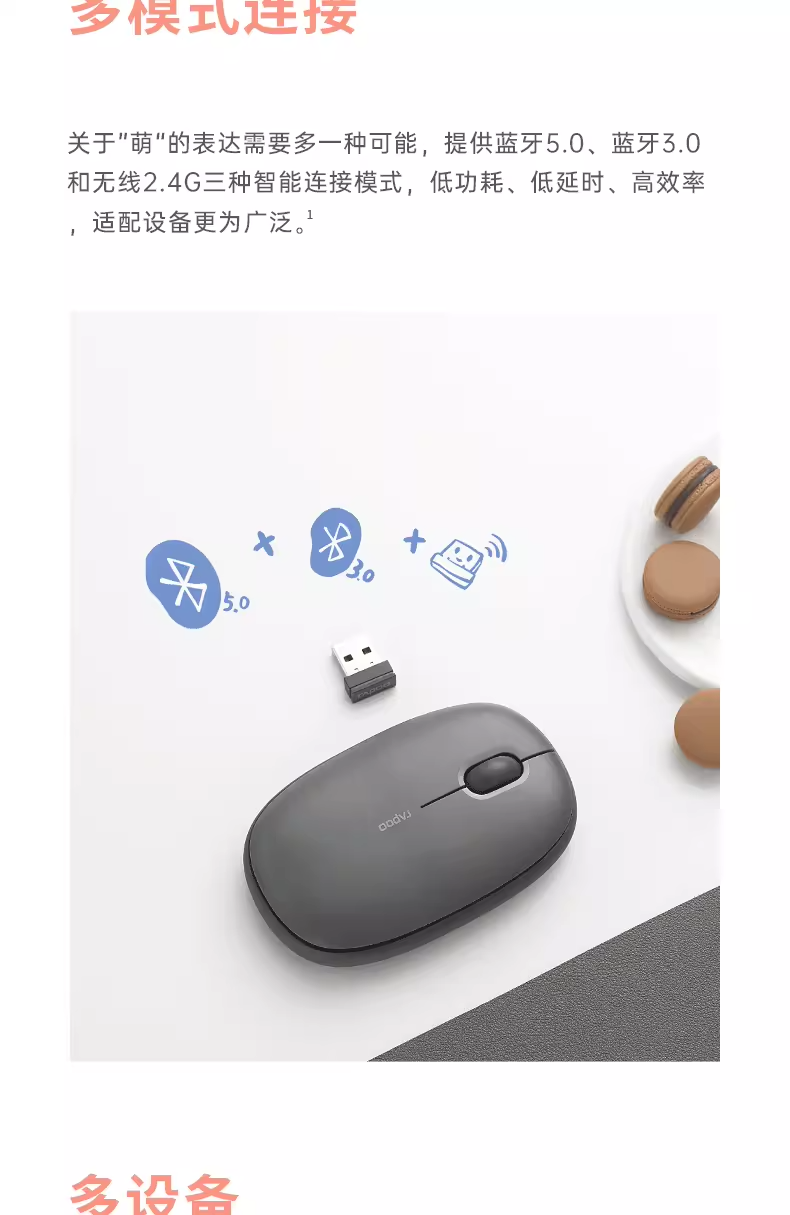 多模式连接
关于"萌"的表达需要多一种可能，提供蓝牙5.0、蓝牙3.0
和无线2.4G三种智能连接模式，低功耗、低延时、高效率
，适配设备更为广泛。1
5.0
3.0
rapoo
多设备